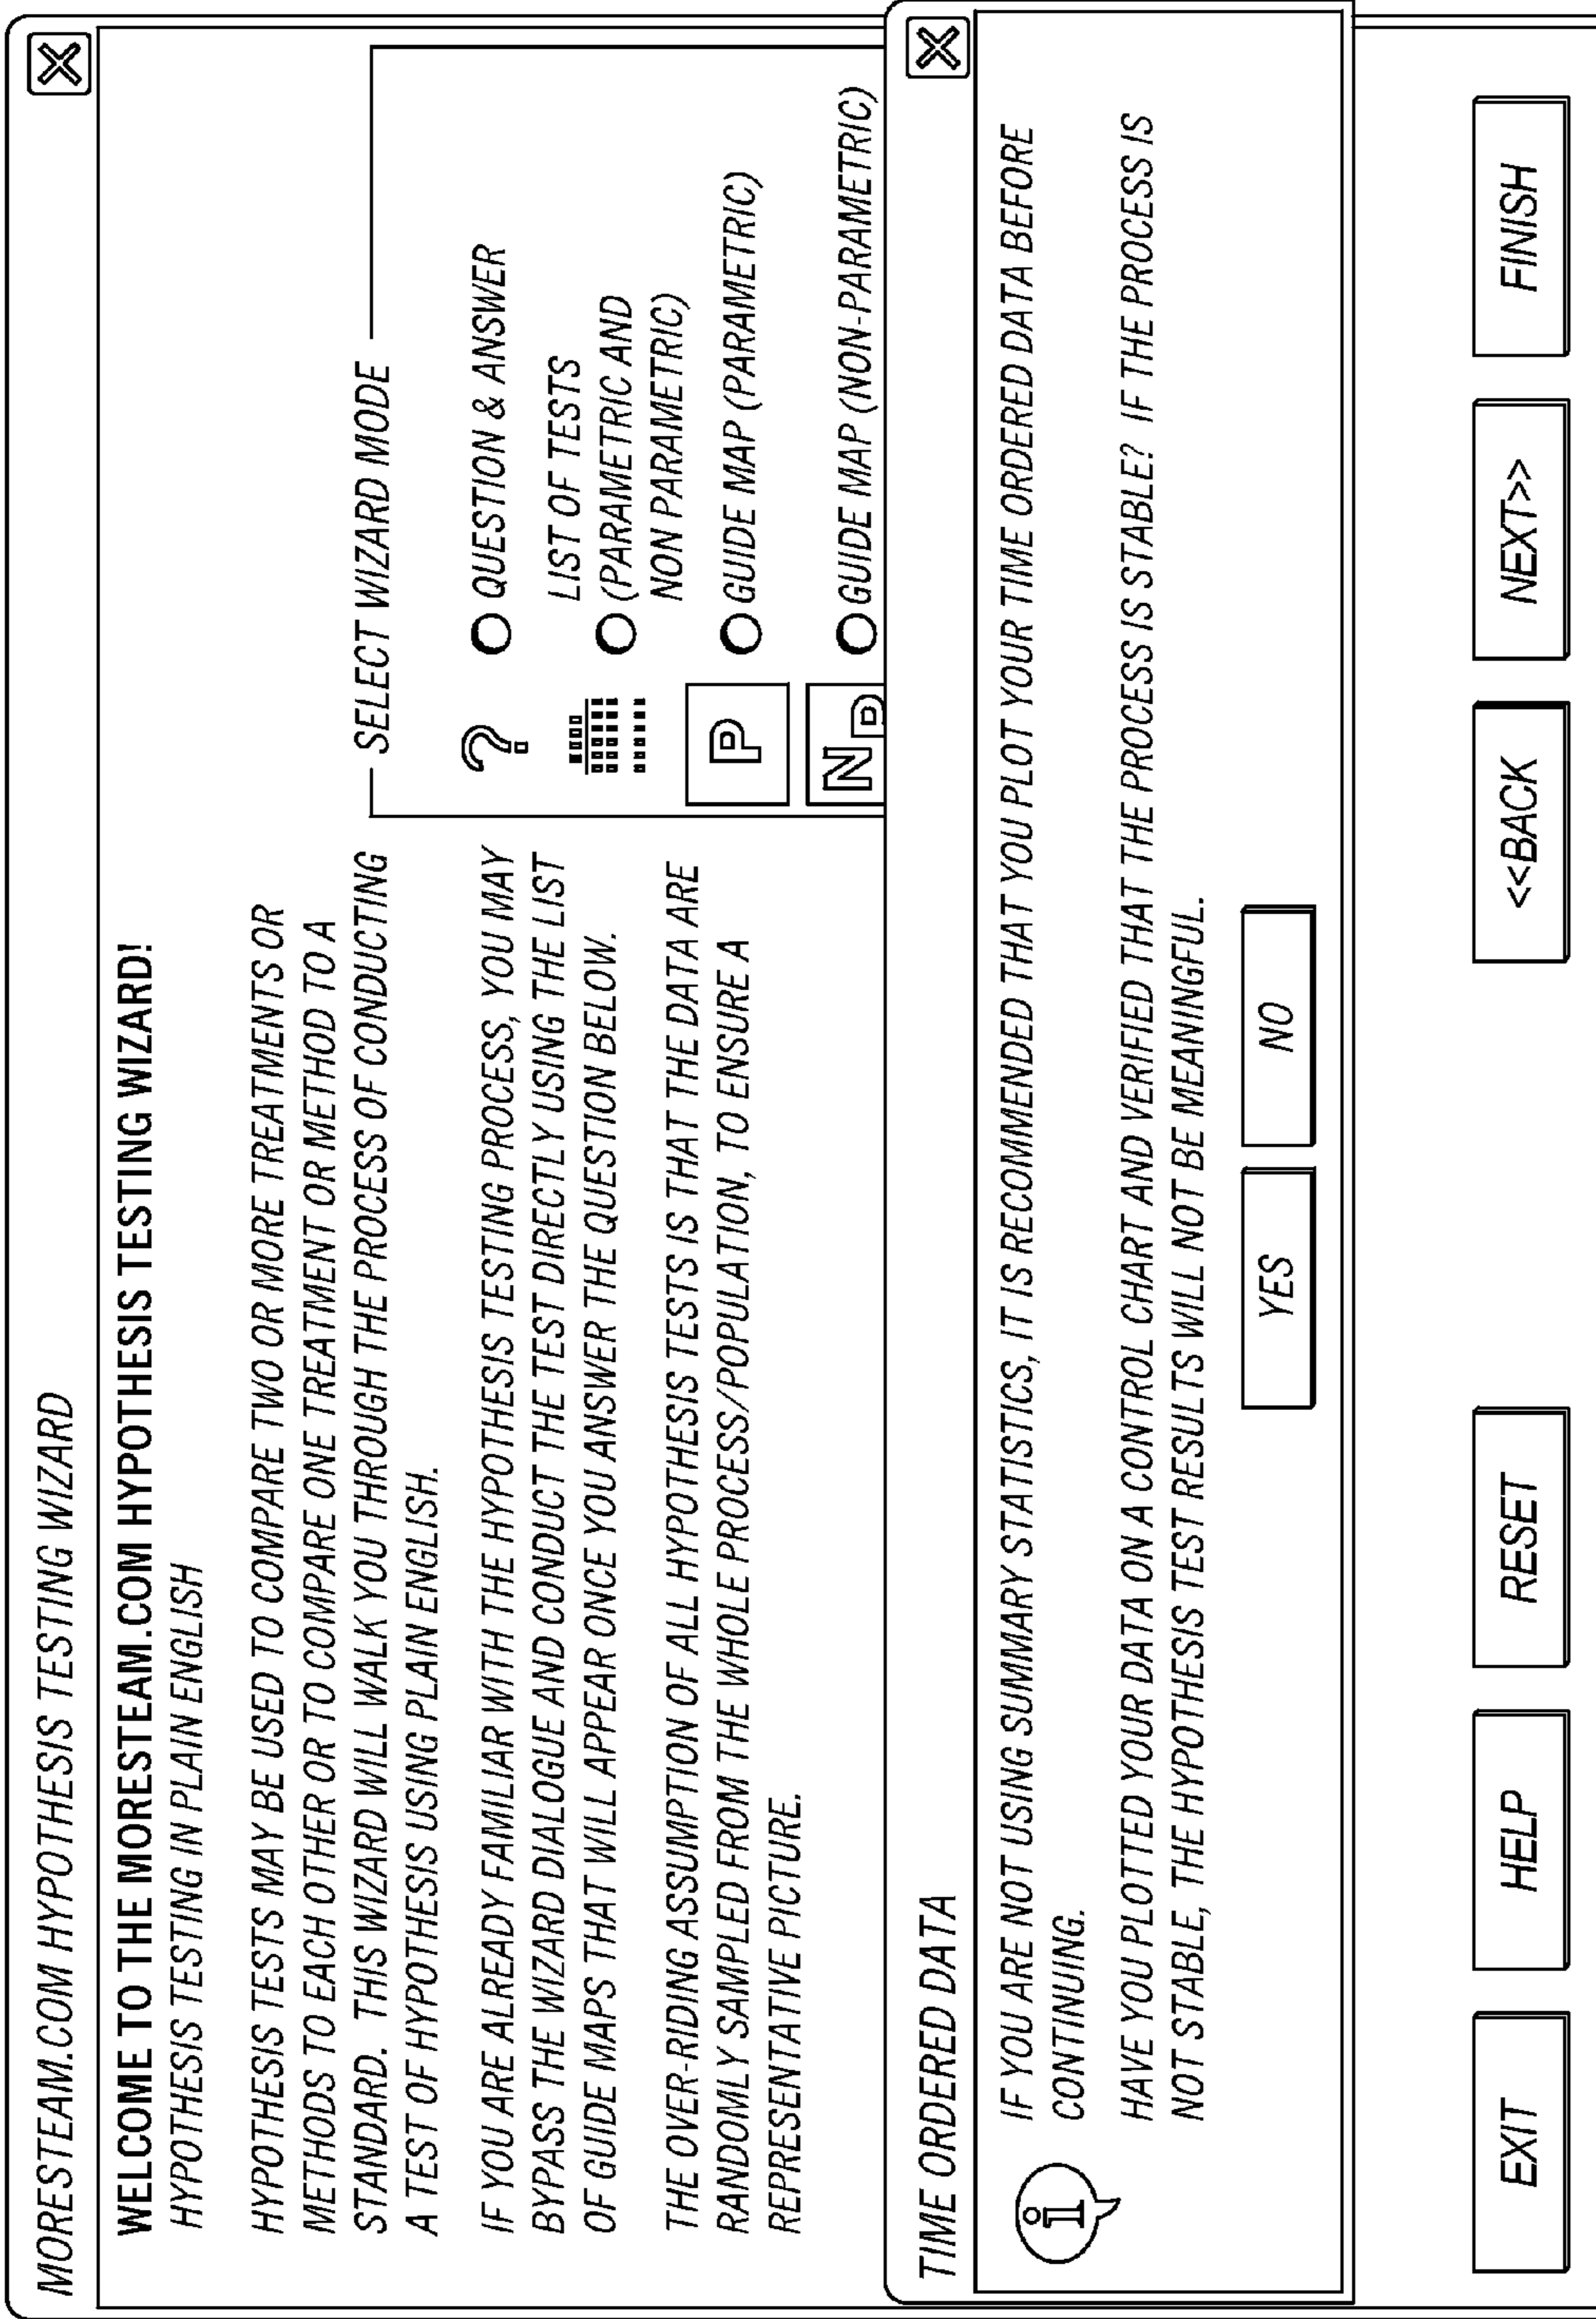 MORESTEAM.COM HYPOTHESIS TESTING WIZARD
WELCOME TO THE MORESTEAM.COM HYPOTHESIS TESTING WIZARD!
HYPOTHESIS TESTING IN PLAIN ENGLISH
HYPOTHESIS TESTS MAY BE USED TO COMPARE TWO OR MORE TREATMENTS OR
METHODS TO EACH OTHER OR TO COMPARE ONE TREATMENT OR METHOD TO A
STANDARD. THIS WIZARD WILL WALK YOU THROUGH THE PROCESS OF CONDUCTING
A TEST OF HYPOTHESIS USING PLAIN ENGLISH.
IF YOU ARE ALREADY FAMILIAR WITH THE HYPOTHESIS TESTING PROCESS, YOU MAY
BYPASS THE WIZARD DIALOGUE AND CONDUCT THE TEST DIRECTLY USING THE LIST
OF GUIDE MAPS THAT WILL APPEAR ONCE YOU ANSWER THE QUESTION BELOW.
THE OVER-RIDING ASSUMPTION OF ALL HYPOTHESIS TESTS IS THAT THE DATA ARE
RANDOMLY SAMPLED FROM THE WHOLE PROCESS/POPULATION, TO ENSURE A
REPRESENTATIVE PICTURE.
SELECT WIZARD MODE
? QUESTION & ANSWER
LIST OF TESTS
(PARAMETRIC AND
NON PARAMETRIC)
P GUIDE MAP (PARAMETRIC)
NP GUIDE MAP (NON-PARAMETRIC)
TIME ORDERED DATA
i IF YOU ARE NOT USING SUMMARY STATISTICS, IT IS RECOMMENDED THAT YOU PLOT YOUR TIME ORDERED DATA BEFORE
CONTINUING.
HAVE YOU PLOTTED YOUR DATA ON A CONTROL CHART AND VERIFIED THAT THE PROCESS IS STABLE? IF THE PROCESS IS
NOT STABLE, THE HYPOTHESIS TEST RESULTS WILL NOT BE MEANINGFUL.
YES NO
EXIT HELP RESET <<BACK NEXT>> FINISH